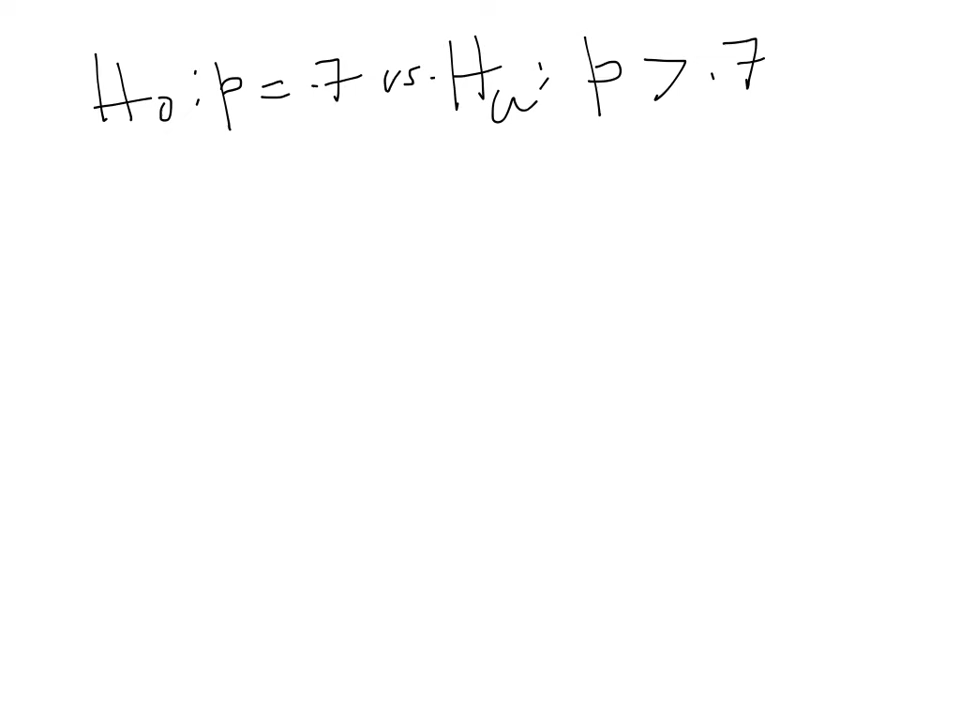 H₀: p = .7 vs. Hₐ: p > .7